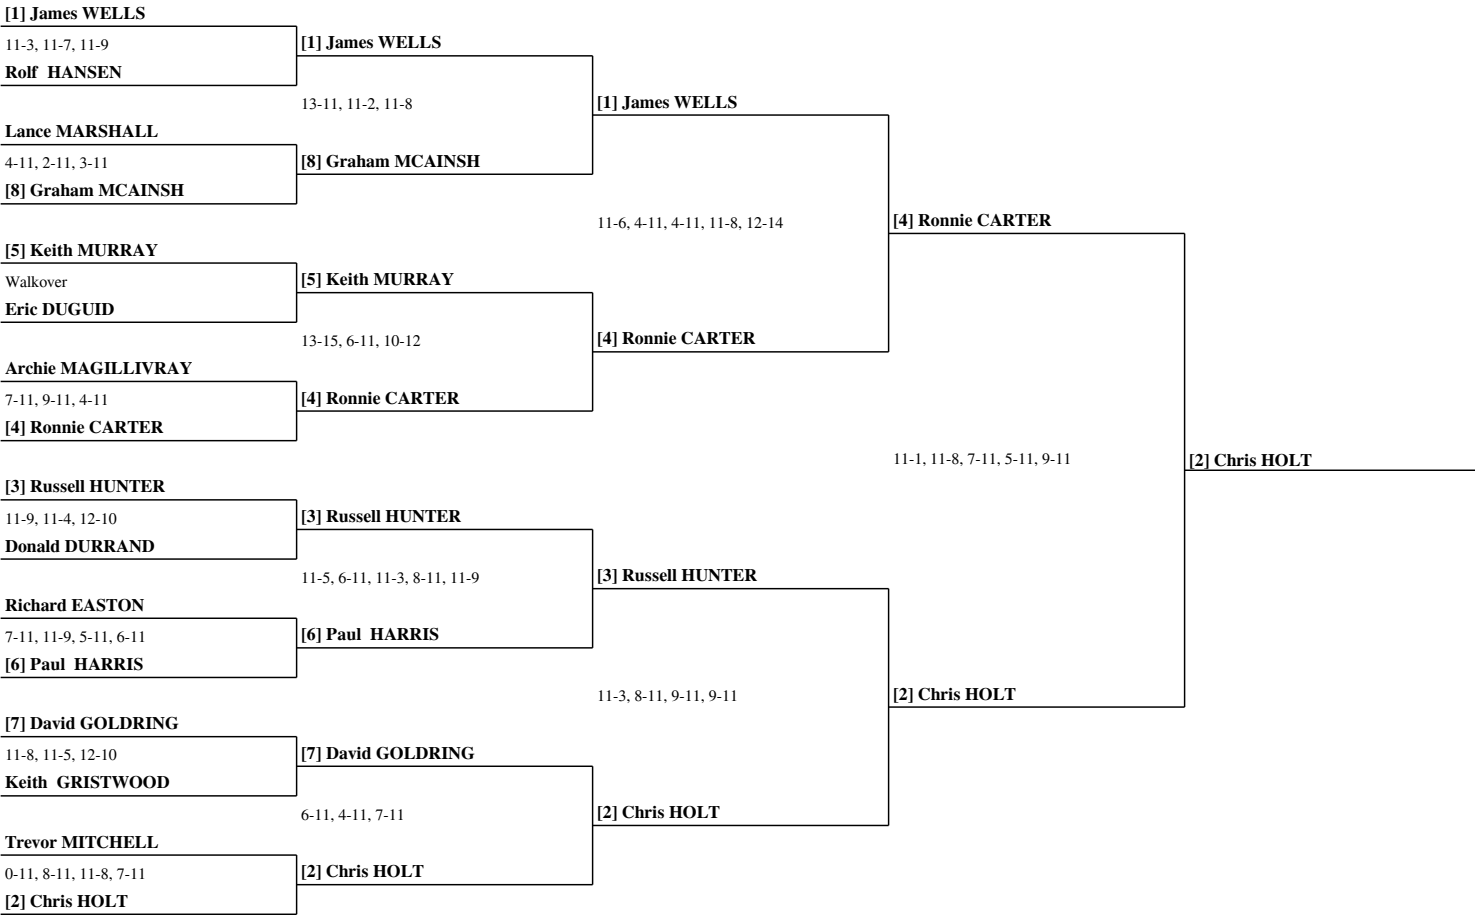 [1] James WELLS
11-3, 11-7, 11-9
Rolf  HANSEN
Lance MARSHALL
4-11, 2-11, 3-11
[8] Graham MCAINSH
[5] Keith MURRAY
Walkover
Eric DUGUID
Archie MAGILLIVRAY
7-11, 9-11, 4-11
[4] Ronnie CARTER
[3] Russell HUNTER
11-9, 11-4, 12-10
Donald DURRAND
Richard EASTON
7-11, 11-9, 5-11, 6-11
[6] Paul  HARRIS
[7] David GOLDRING
11-8, 11-5, 12-10
Keith  GRISTWOOD
Trevor MITCHELL
0-11, 8-11, 11-8, 7-11
[2] Chris HOLT
[1] James WELLS
13-11, 11-2, 11-8
[8] Graham MCAINSH
[5] Keith MURRAY
13-15, 6-11, 10-12
[4] Ronnie CARTER
[3] Russell HUNTER
11-5, 6-11, 11-3, 8-11, 11-9
[6] Paul  HARRIS
[7] David GOLDRING
6-11, 4-11, 7-11
[2] Chris HOLT
[1] James WELLS
11-6, 4-11, 4-11, 11-8, 12-14
[4] Ronnie CARTER
[3] Russell HUNTER
11-3, 8-11, 9-11, 9-11
[2] Chris HOLT
[4] Ronnie CARTER
11-1, 11-8, 7-11, 5-11, 9-11
[2] Chris HOLT
[2] Chris HOLT